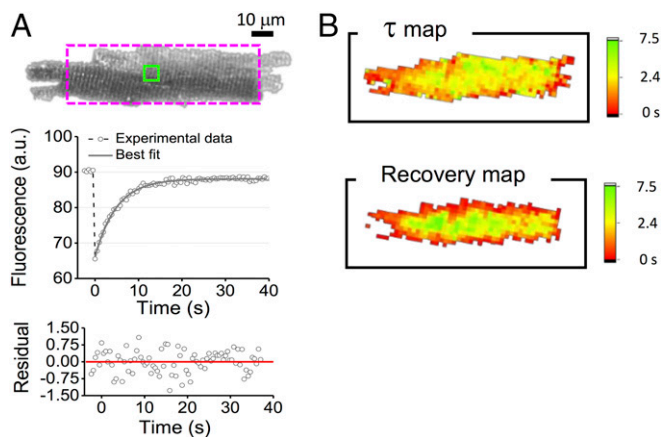 A
10 μm
100
90
80
70
60
Fluorescence (a.u.)
Experimental data
Best fit
0 10 20 30 40
Time (s)
1.50
0.75
0.00
-0.75
-1.50
Residual
0 10 20 30 40
Time (s)
B
τ map
7.5
2.4
0 s
Recovery map
7.5
2.4
0 s